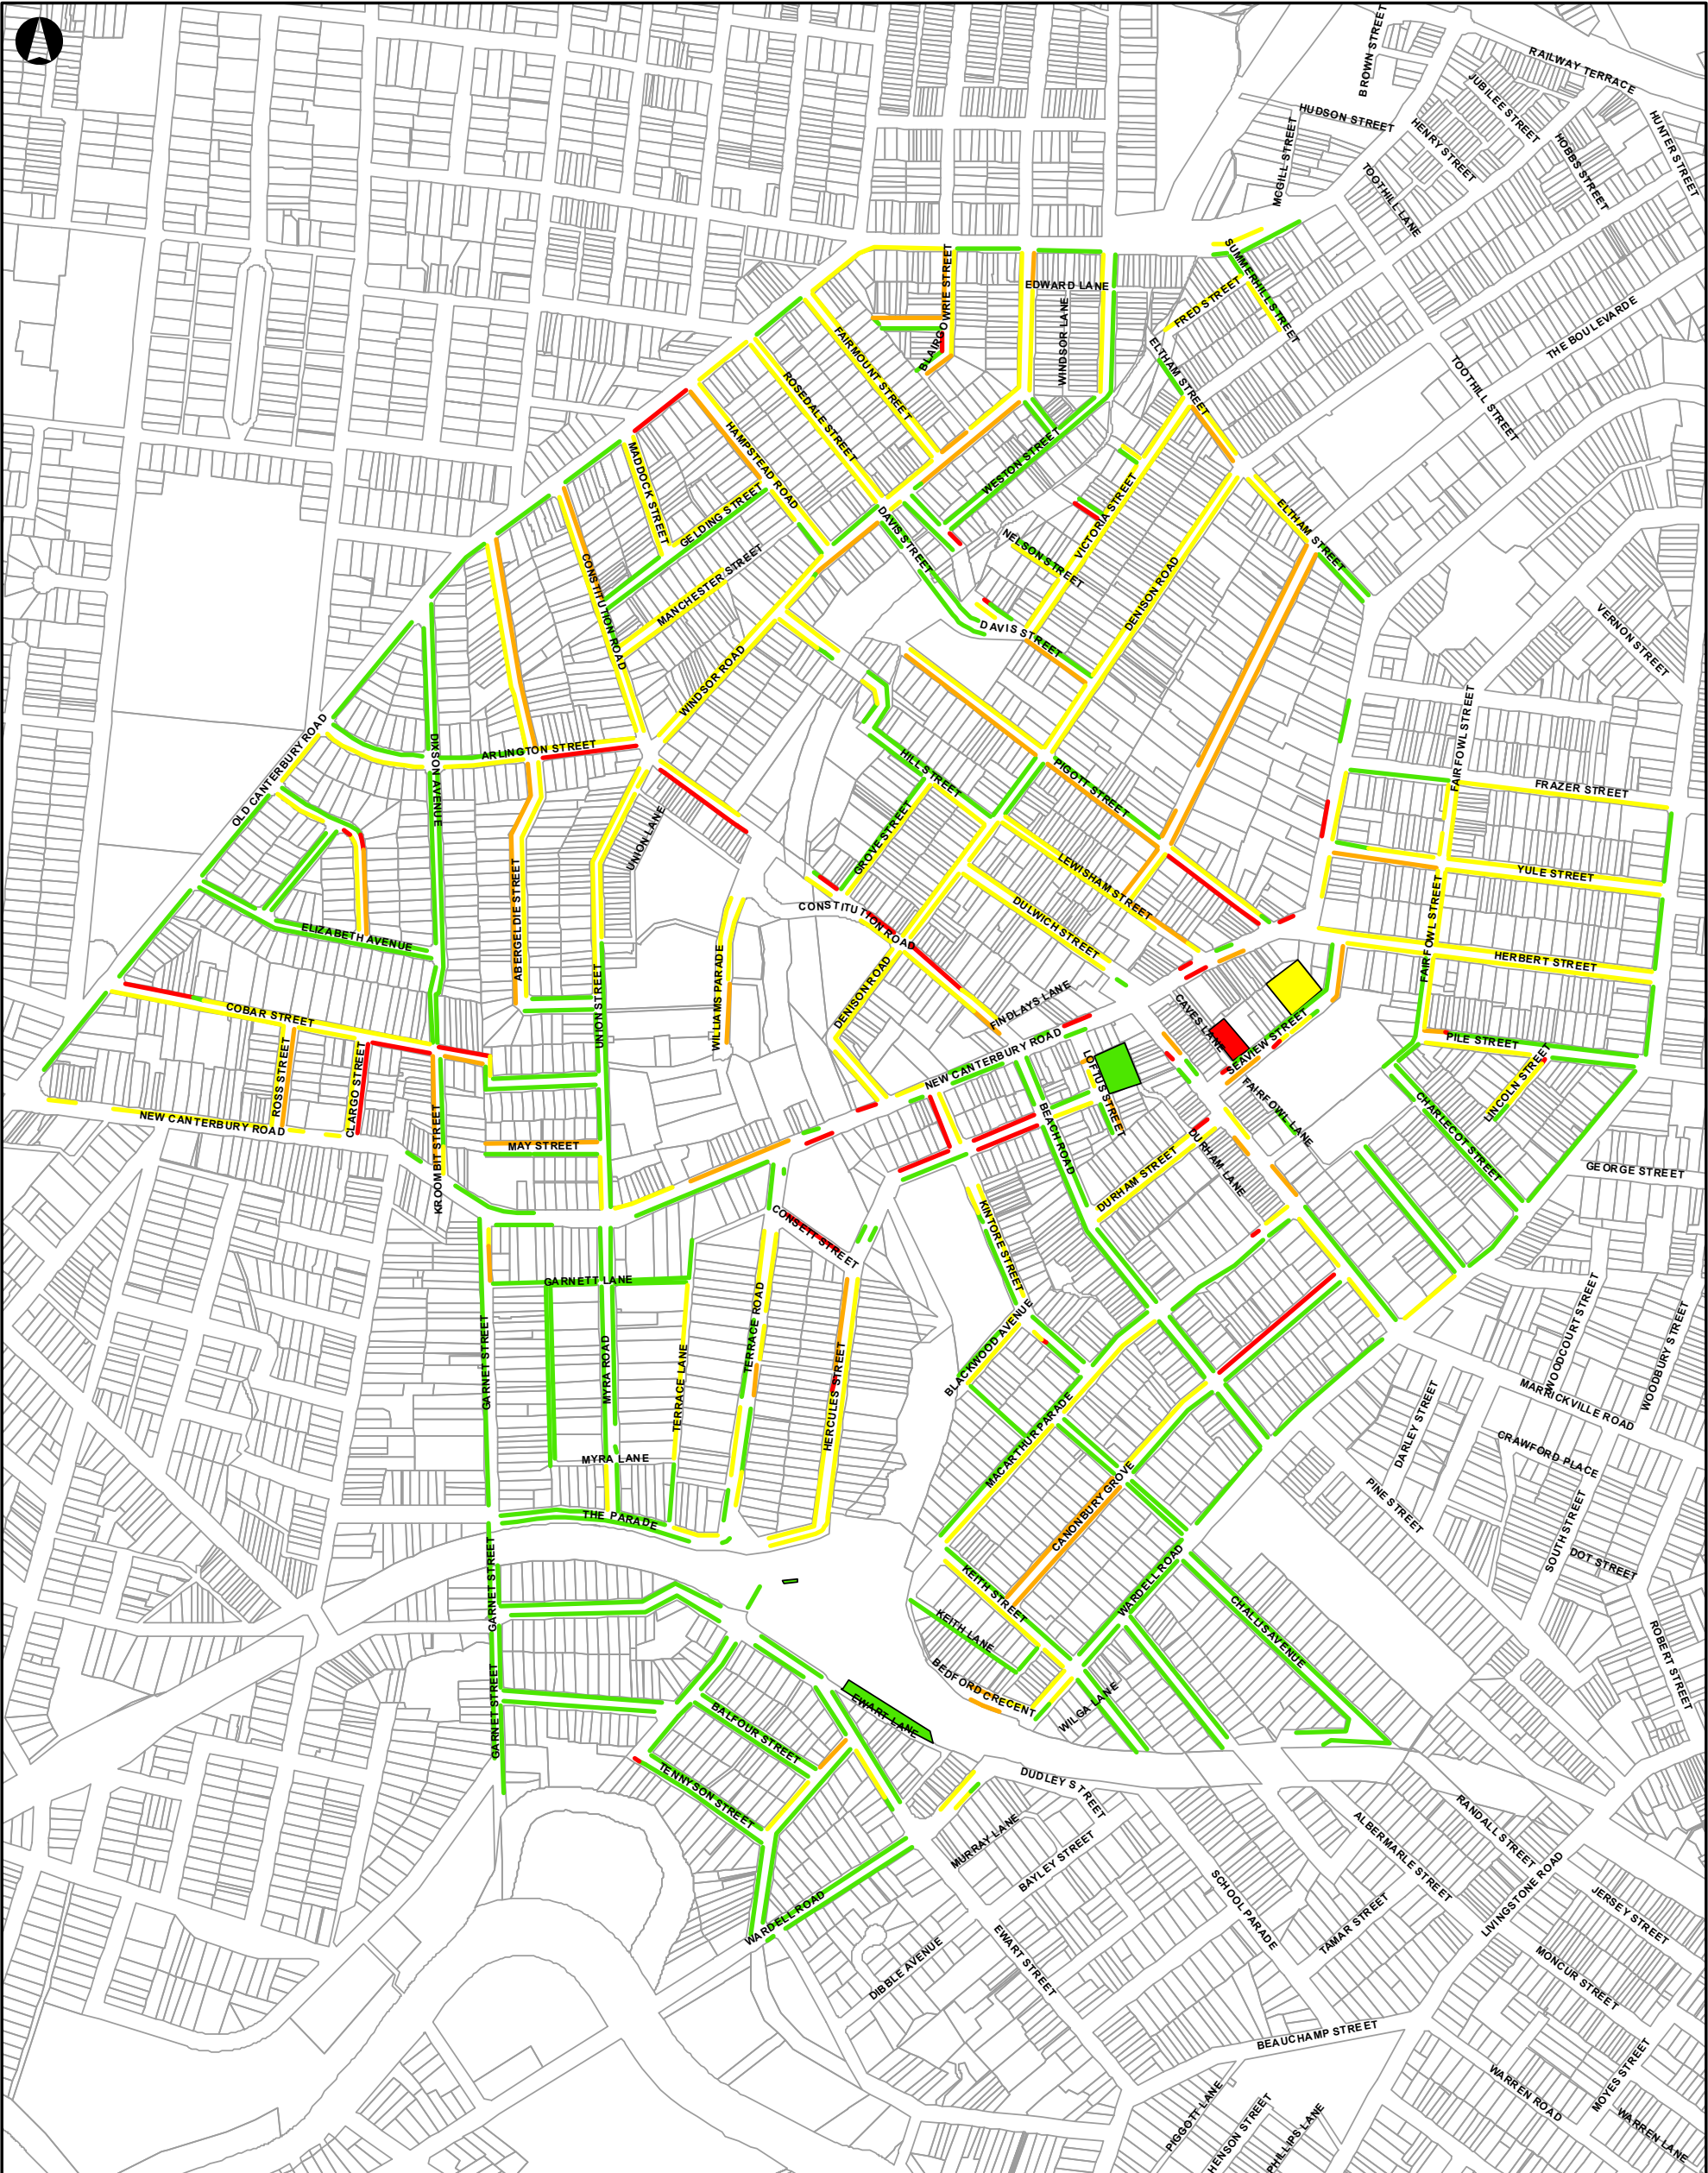 BROWN STREET
RAILWAY TERRACE
JUBILEE STREET
HUDSON STREET
HENRY STREET
HUNTER STREET
HOBBS STREET
MCGILL STREET
TOOTHILL LANE
SUMMERHILL STREET
BLAIRGOWRIE STREET
EDWARD LANE
FRED STREET
WINDSOR LANE
THE BOULEVARDE
FAIRMOUNT STREET
ELTHAM STREET
TOOTHILL STREET
ROSEDALE STREET
HAMPSTEAD ROAD
MADDOCK STREET
WESTON STREET
GELDING STREET
VICTORIA STREET
ELTHAM STREET
DAVIS STREET
NELSON STREET
MANCHESTER STREET
CONSTITUTION ROAD
DENISON ROAD
VERNON STREET
DAVIS STREET
WINDSOR ROAD
FAIRFOWL STREET
OLD CANTERBURY ROAD
DIXSON AVENUE
ARLINGTON STREET
HILL STREET
PIGOTT STREET
FRAZER STREET
UNION LANE
GROVE STREET
LEWISHAM STREET
YULE STREET
ABERGELDIE STREET
CONSTITUTION ROAD
DULWICH STREET
FAIRFOWL STREET
ELIZABETH AVENUE
HERBERT STREET
WILLIAMS PARADE
DENISON ROAD
UNION STREET
FINDLAYS LANE
CAVES LANE
COBAR STREET
NEW CANTERBURY ROAD
SEAVIEW STREET
PILE STREET
ROSS STREET
CLARGO STREET
LOFTUS STREET
LINCOLN STREET
NEW CANTERBURY ROAD
FAIRFOWL LANE
CHARLECOT STREET
KROOMBIT STREET
MAY STREET
BEACH ROAD
DURHAM STREET
DURHAM LANE
GEORGE STREET
CONSETT STREET
KINTORE STREET
GARNETT LANE
TERRACE ROAD
BLACKWOOD AVENUE
WOODCOURT STREET
WOODBURY STREET
GARNET STREET
MYRA ROAD
TERRACE LANE
HERCULES STREET
MARRICKVILLE ROAD
DARLEY STREET
MACARTHUR PARADE
CRAWFORD PLACE
MYRA LANE
CANONBURY GROVE
PINE STREET
SOUTH STREET
THE PARADE
DOT STREET
GARNET STREET
KEITH STREET
WARDELL ROAD
CHALLIS AVENUE
KEITH LANE
ROBERT STREET
GARNET STREET
BEDFORD CRECENT
WILGA LANE
EWART LANE
BALFOUR STREET
TENNYSON STREET
DUDLEY STREET
MURRAY LANE
BAYLEY STREET
RANDALL STREET
ALBERMARLE STREET
LIVINGSTONE ROAD
SCHOOL PARADE
WARDELL ROAD
TAMAR STREET
JERSEY STREET
DIBBLE AVENUE
EWART STREET
MONCUR STREET
BEAUCHAMP STREET
WARREN ROAD
MOYES STREET
PIGGOTT LANE
HENSON STREET
PHILLIPS LANE
WARREN LANE